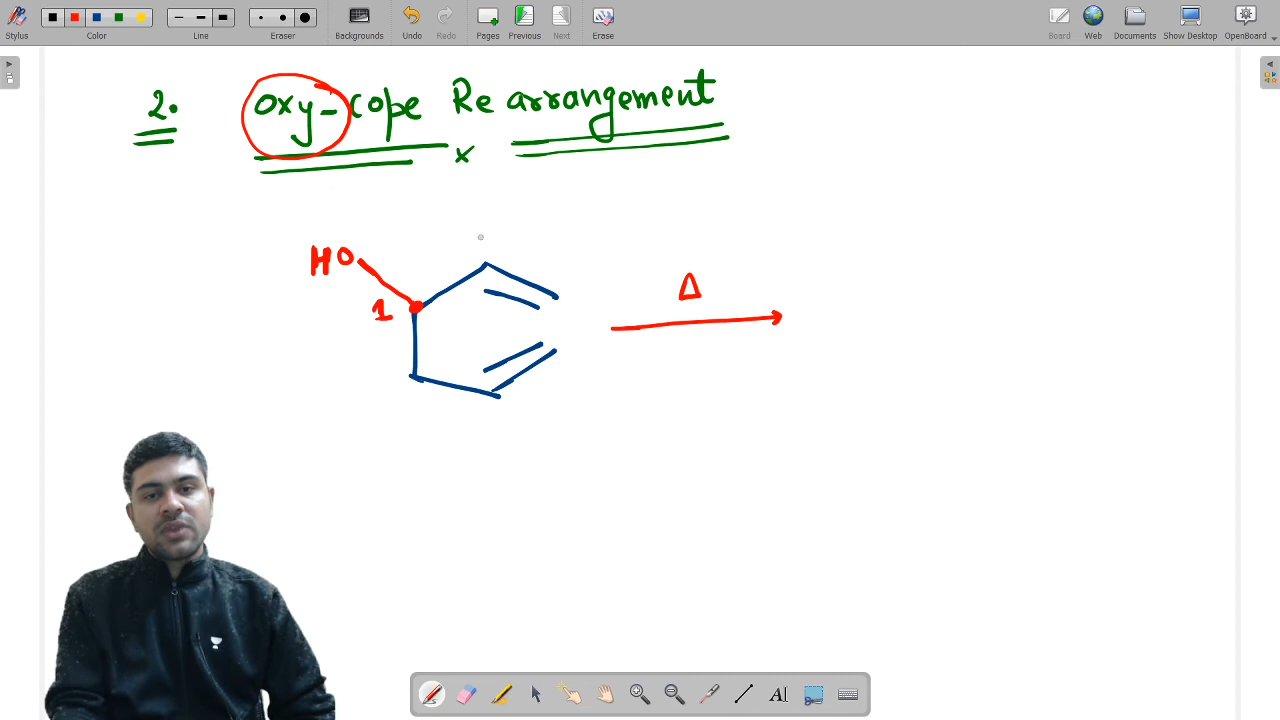 Stylus
Color
Line
Eraser
Backgrounds
Undo
Redo
Pages
Previous
Next
Erase
Board
Web
Documents
Show Desktop
OpenBoard
2. Oxy-Cope Rearrangement
x
HO
1
Δ
AI